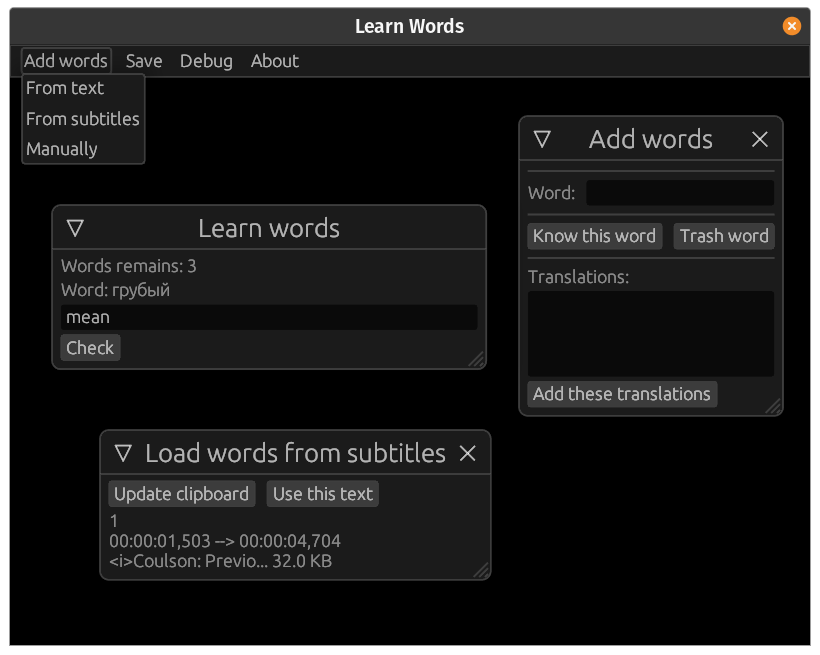 Learn Words
Add words Save Debug About
From text
From subtitles
Manually
Add words
Word:
Know this word Trash word
Translations:
Add these translations
Learn words
Words remains: 3
Word: грубый
mean
Check
Load words from subtitles
Update clipboard Use this text
1
00:00:01,503 --> 00:00:04,704
<i>Coulson: Previo... 32.0 KB